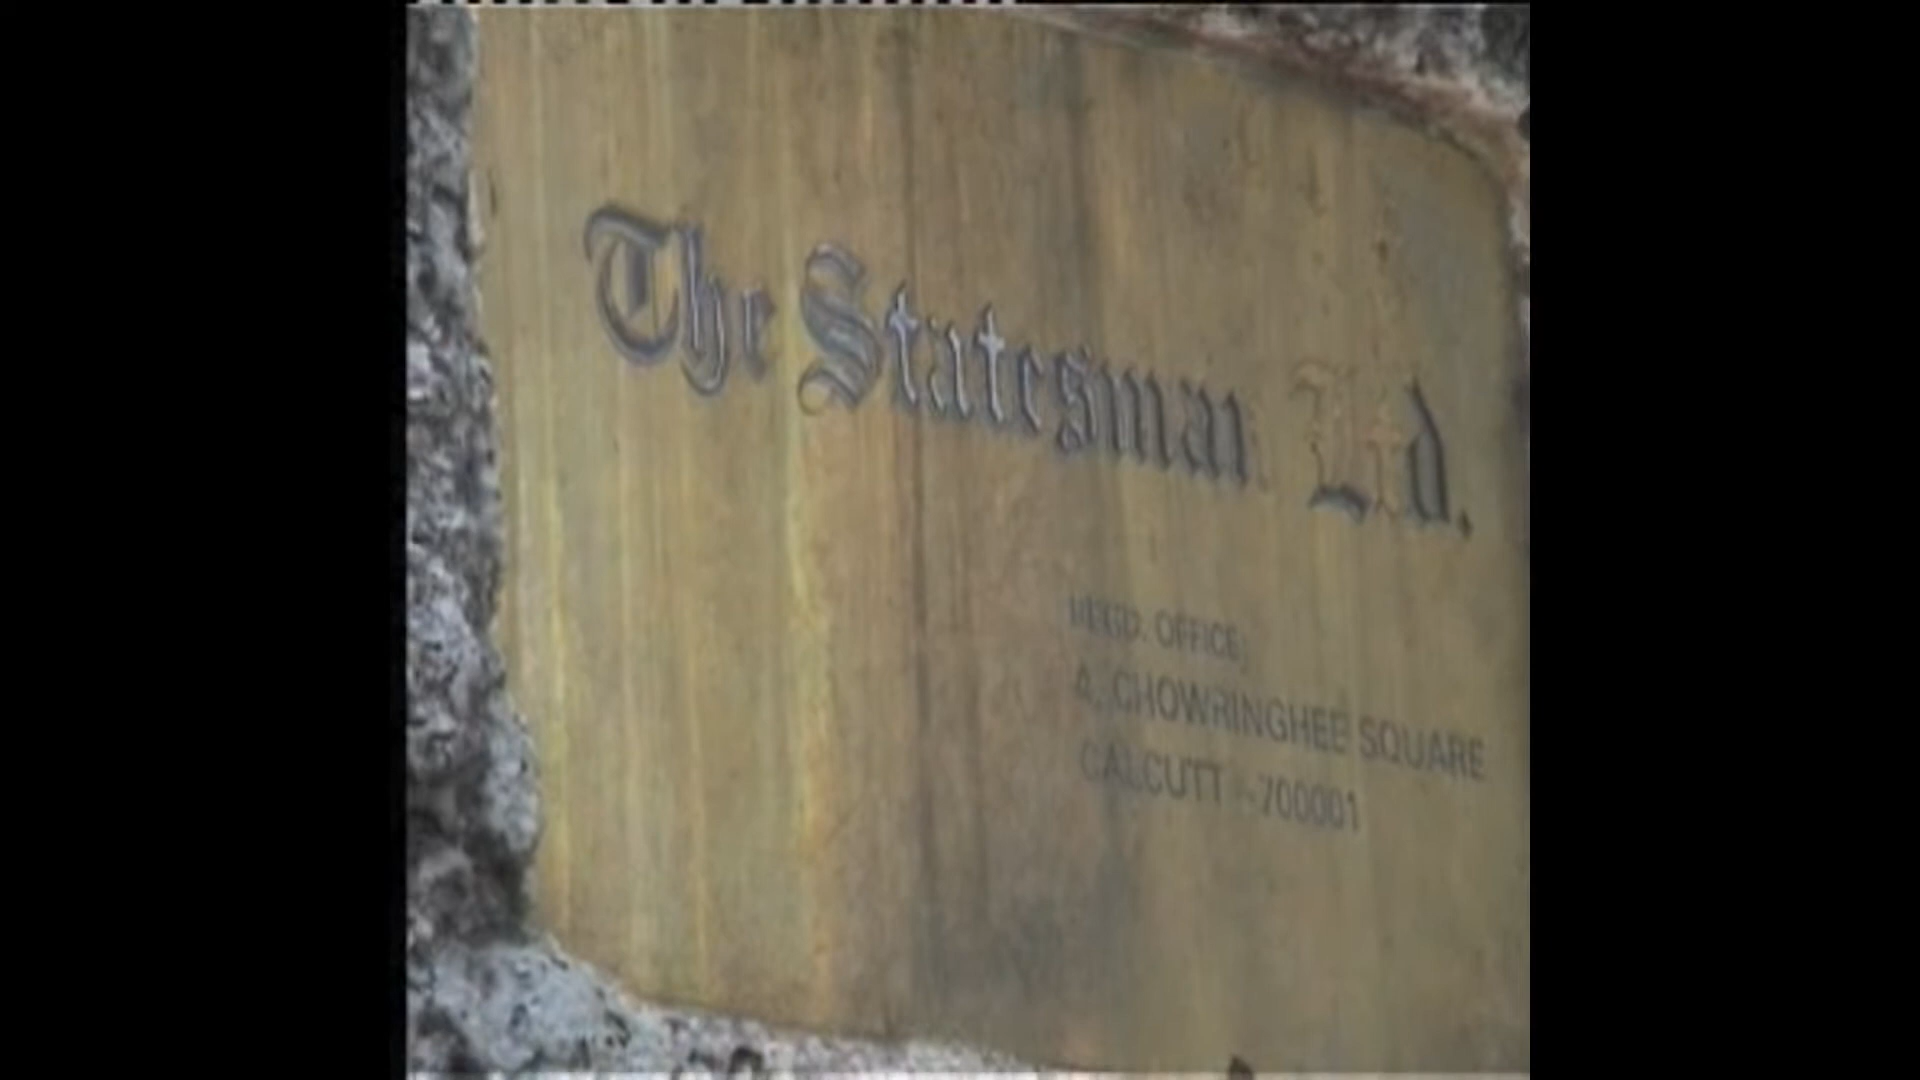 The Statesman Ltd.
REGD. OFFICE;
4, CHOWRINGHEE SQUARE
CALCUTT - 700001